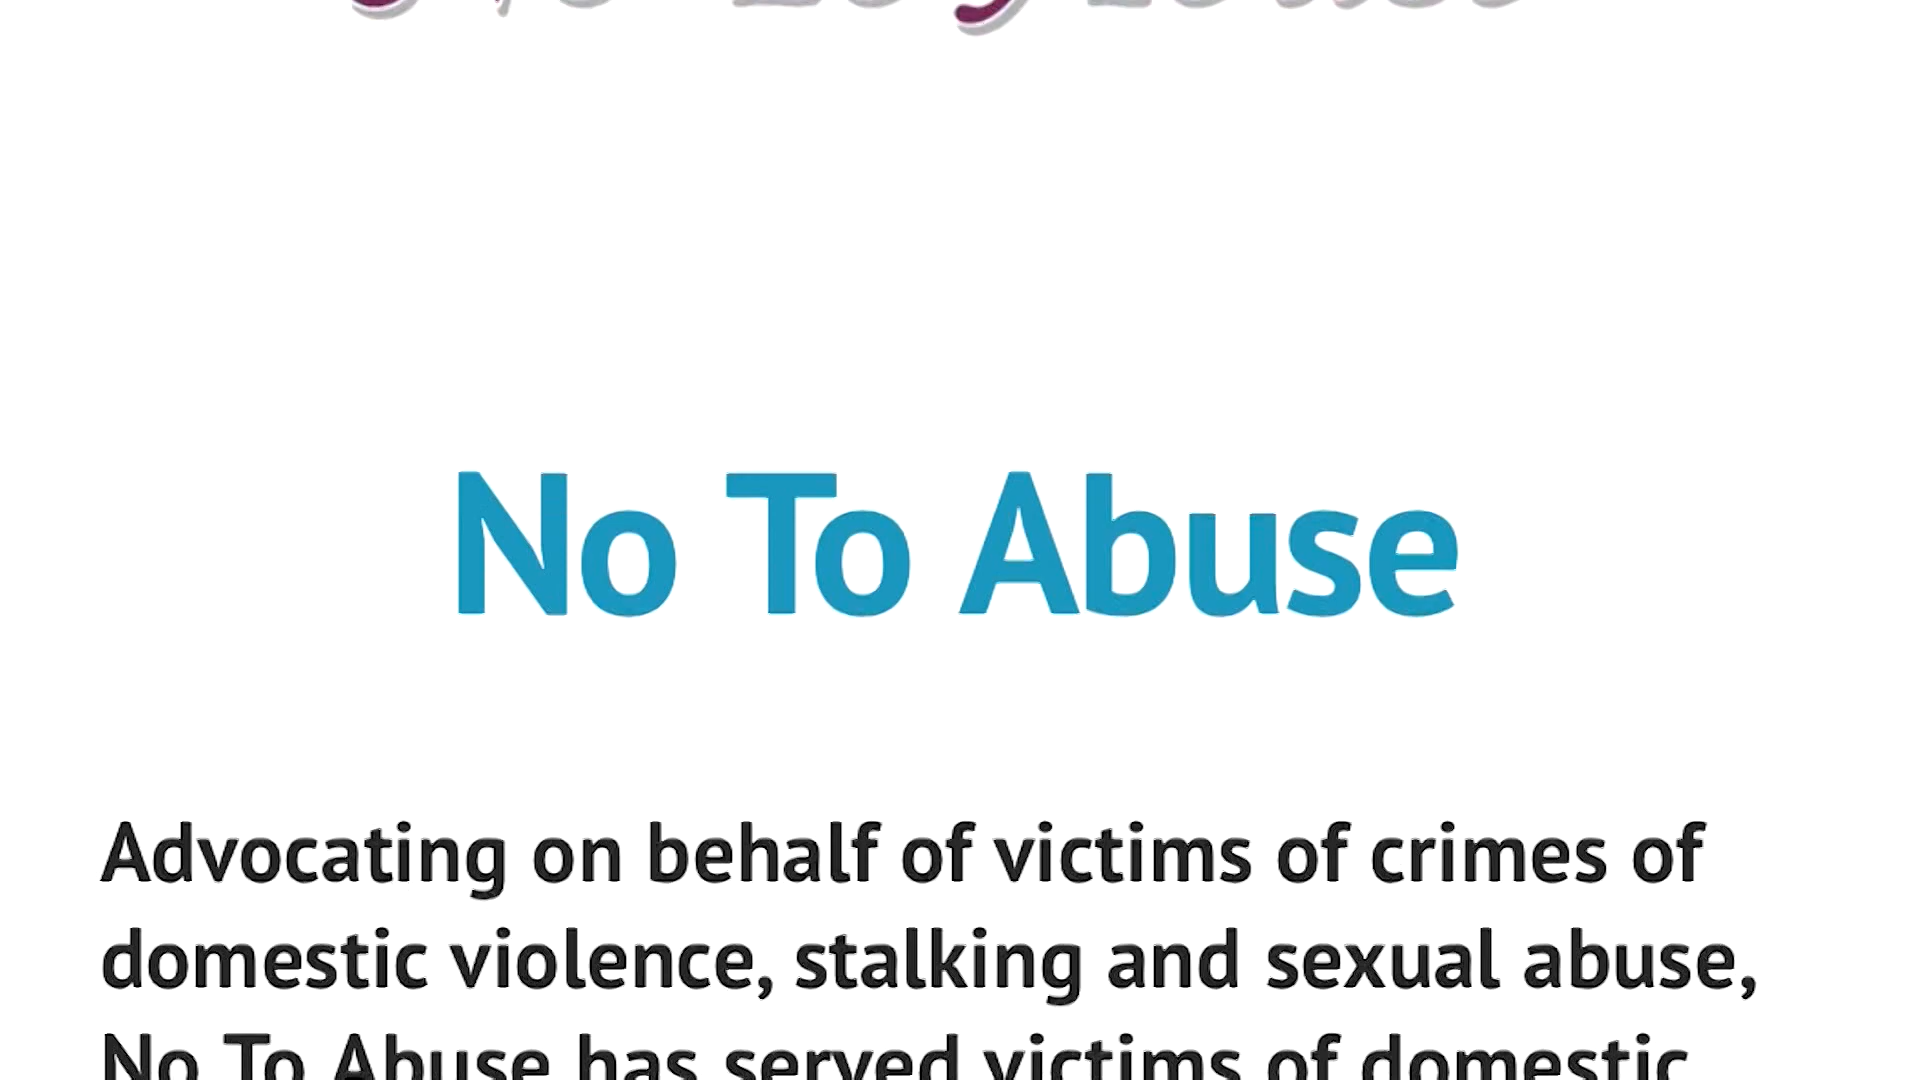 No To Abuse
Advocating on behalf of victims of crimes of
domestic violence, stalking and sexual abuse,
No To Abuse has served victims of domestic